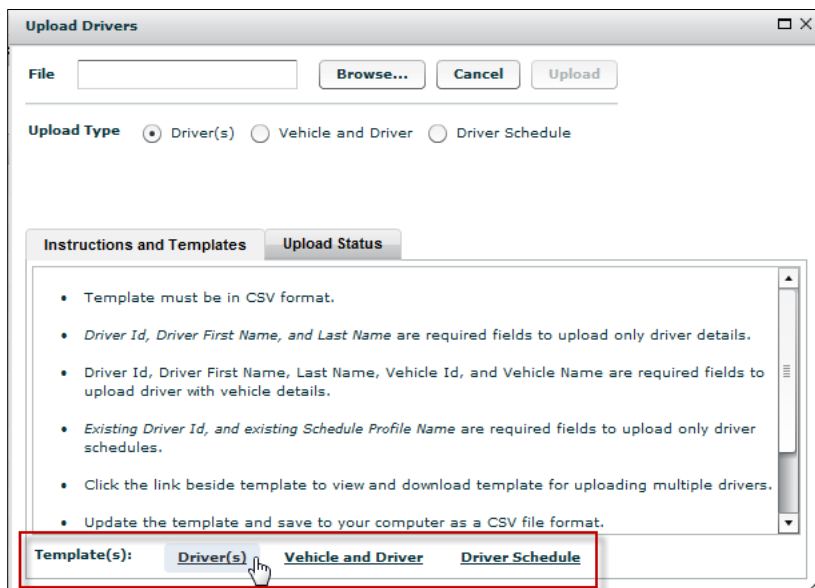 Upload Drivers
File Browse... Cancel Upload
Upload Type Driver(s) Vehicle and Driver Driver Schedule
Instructions and Templates Upload Status
• Template must be in CSV format.
• Driver Id, Driver First Name, and Last Name are required fields to upload only driver details.
• Driver Id, Driver First Name, Last Name, Vehicle Id, and Vehicle Name are required fields to
upload driver with vehicle details.
• Existing Driver Id, and existing Schedule Profile Name are required fields to upload only driver
schedules.
• Click the link beside template to view and download template for uploading multiple drivers.
• Update the template and save to your computer as a CSV file format.
Template(s): Driver(s) Vehicle and Driver Driver Schedule